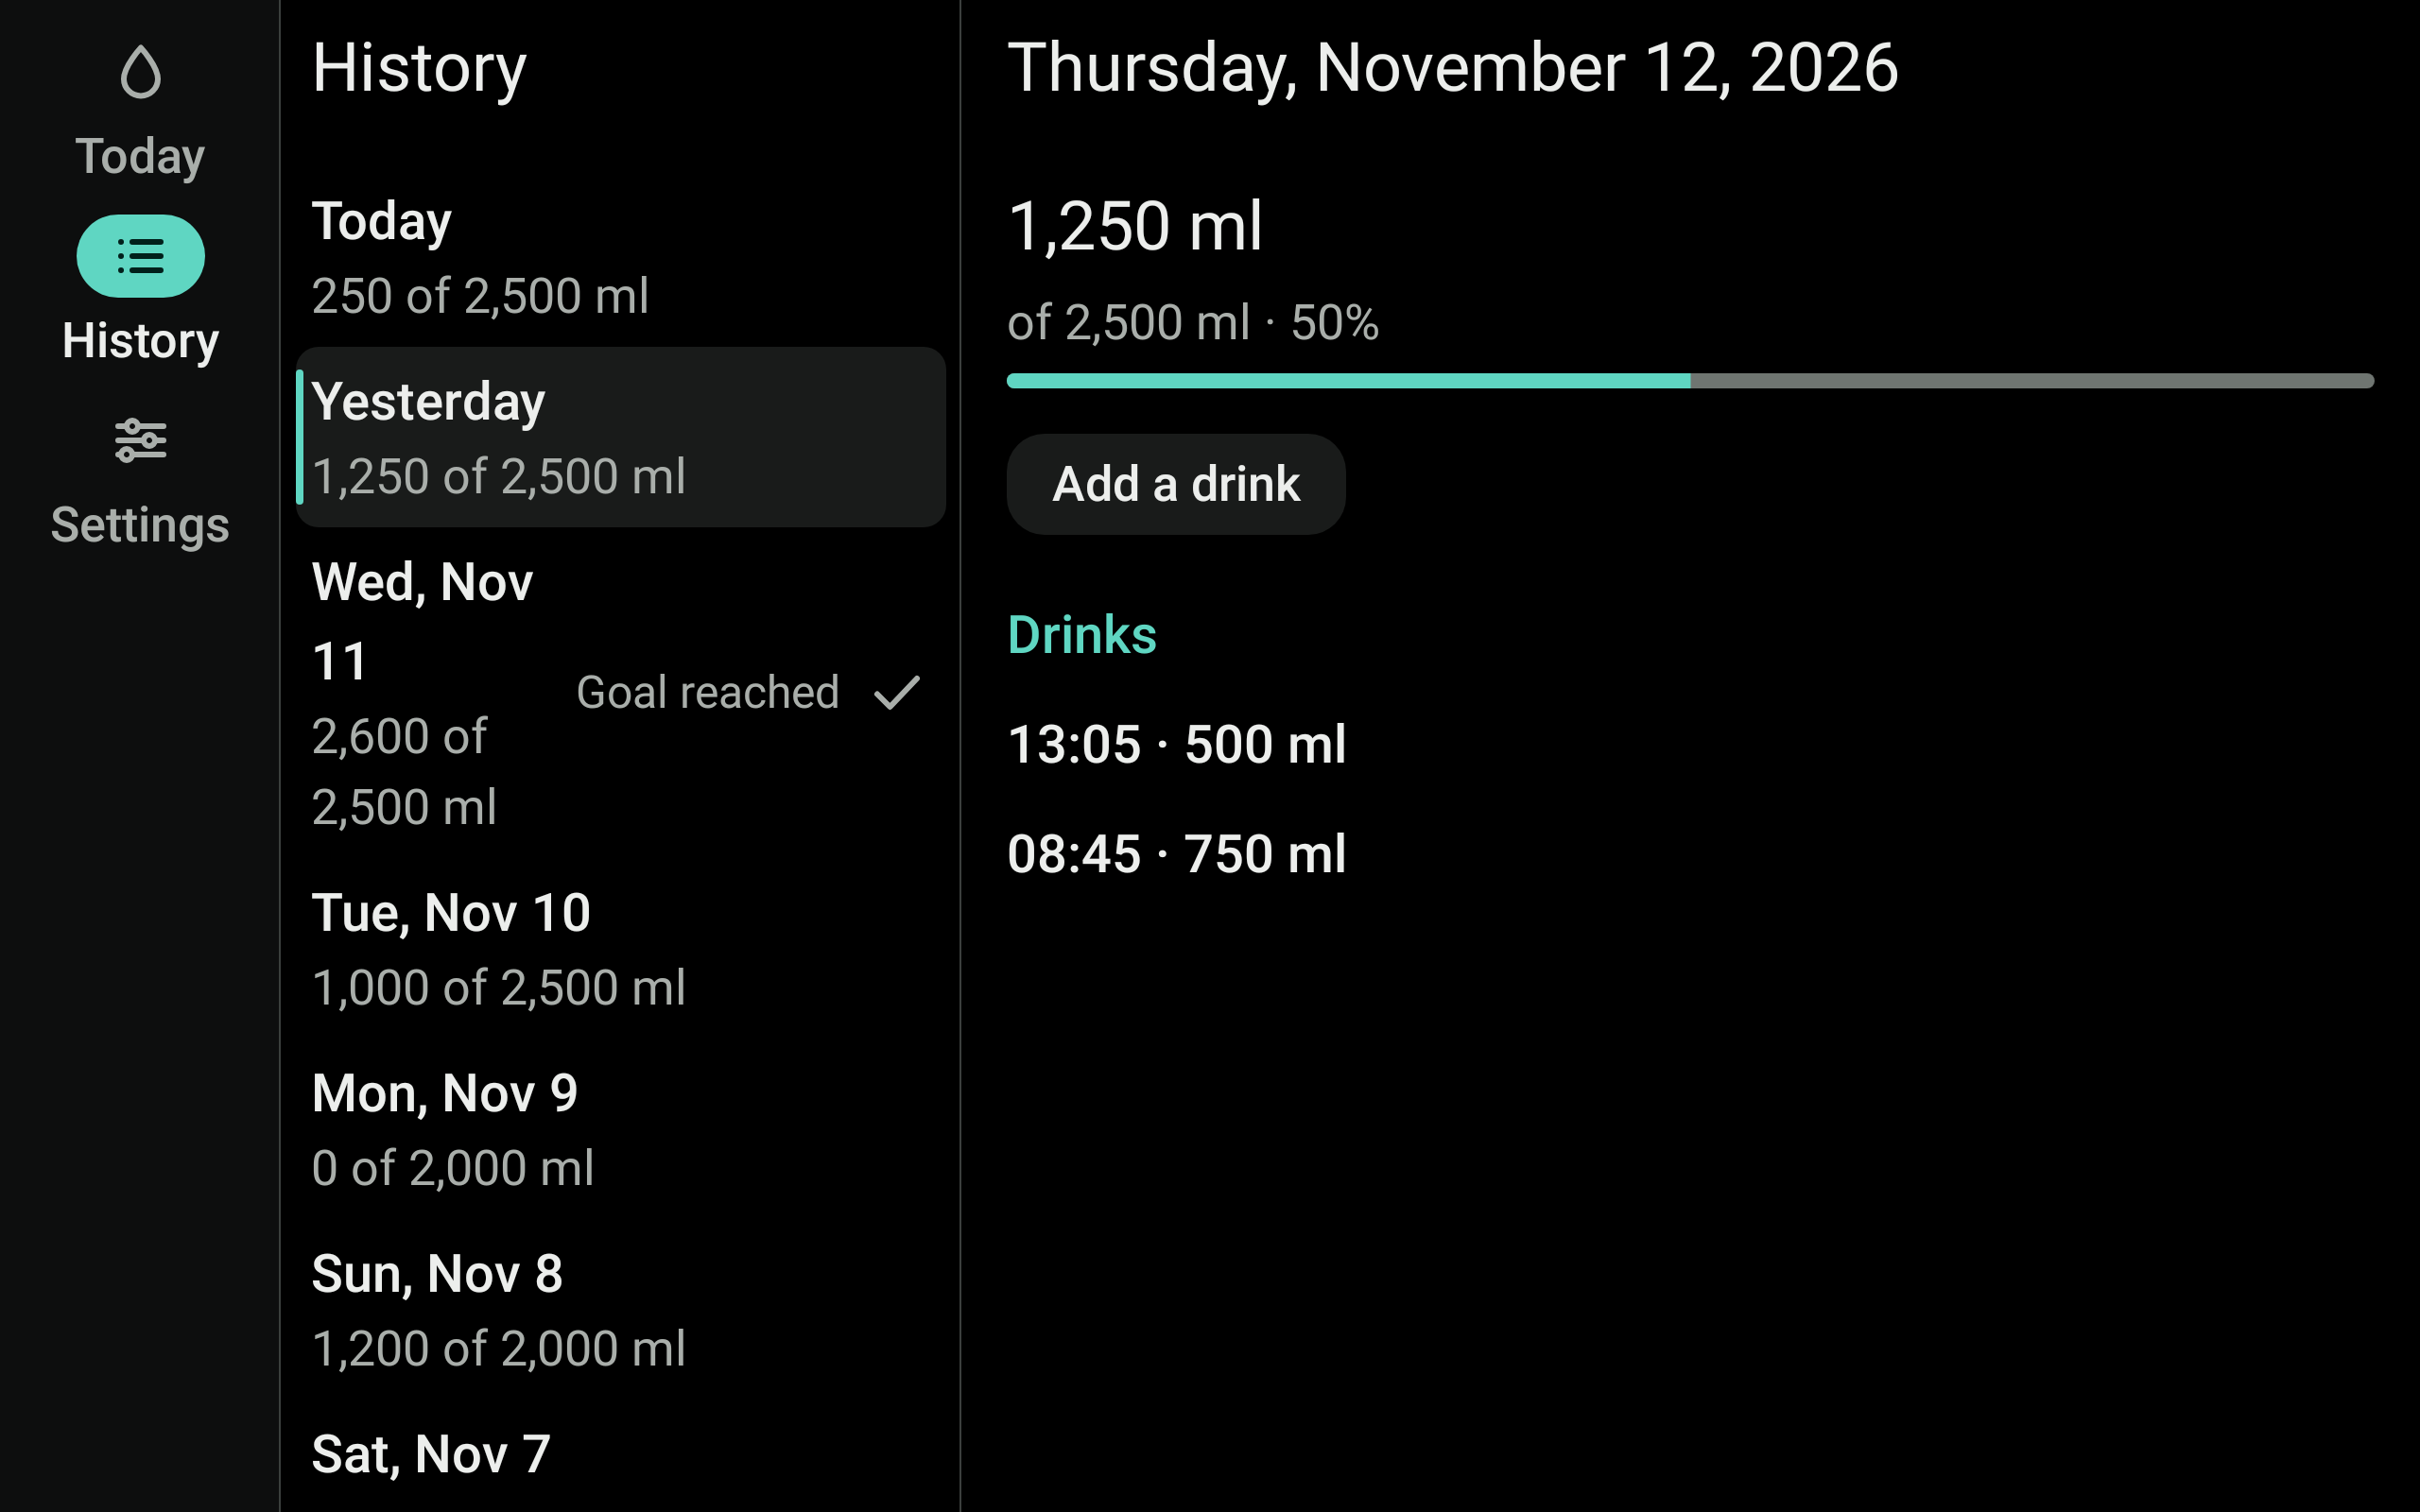 Today
History
Settings
History
Today
250 of 2,500 ml
Yesterday
1,250 of 2,500 ml
Wed, Nov
11
2,600 of
2,500 ml
Goal reached
Tue, Nov 10
1,000 of 2,500 ml
Mon, Nov 9
0 of 2,000 ml
Sun, Nov 8
1,200 of 2,000 ml
Sat, Nov 7
Thursday, November 12, 2026
1,250 ml
of 2,500 ml · 50%
Add a drink
Drinks
13:05 · 500 ml
08:45 · 750 ml